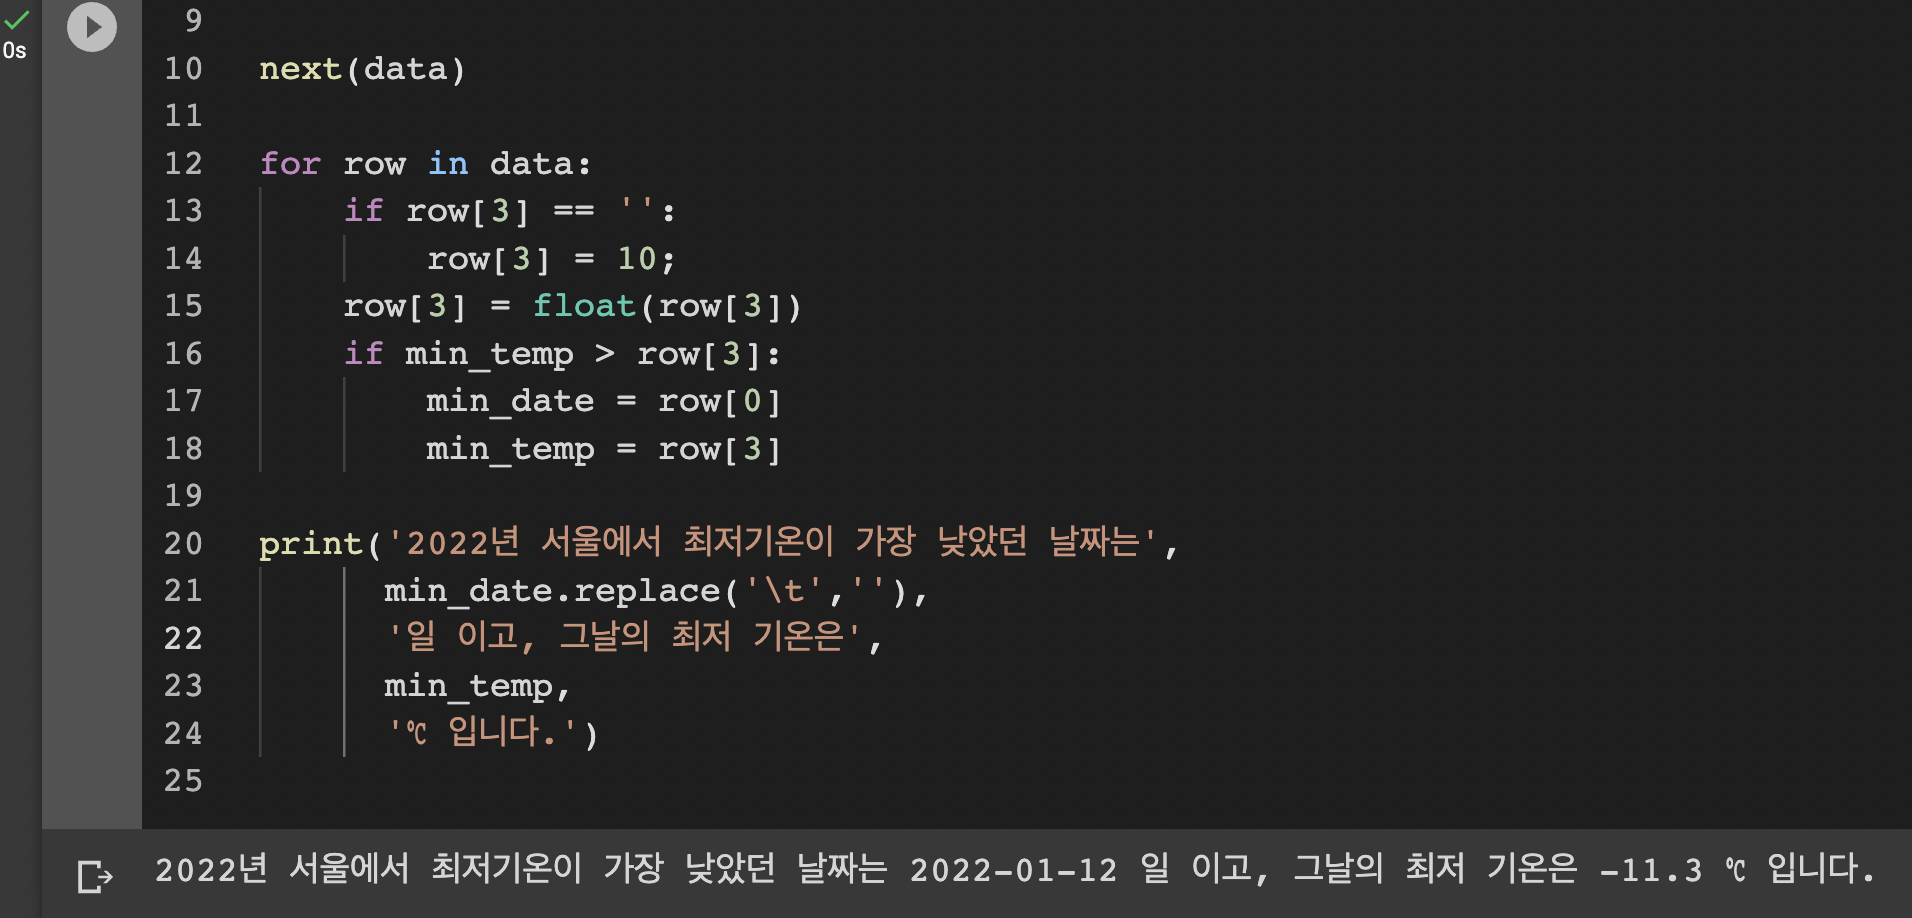 0s
9
10 next(data)
11
12 for row in data:
13     if row[3] == '':
14         row[3] = 10;
15     row[3] = float(row[3])
16     if min_temp > row[3]:
17         min_date = row[0]
18         min_temp = row[3]
19
20 print('2022년 서울에서 최저기온이 가장 낮았던 날짜는',
21       min_date.replace('\t',''),
22       '일 이고, 그날의 최저 기온은',
23       min_temp,
24       '℃ 입니다.')
25
2022년 서울에서 최저기온이 가장 낮았던 날짜는 2022-01-12 일 이고, 그날의 최저 기온은 -11.3 ℃ 입니다.